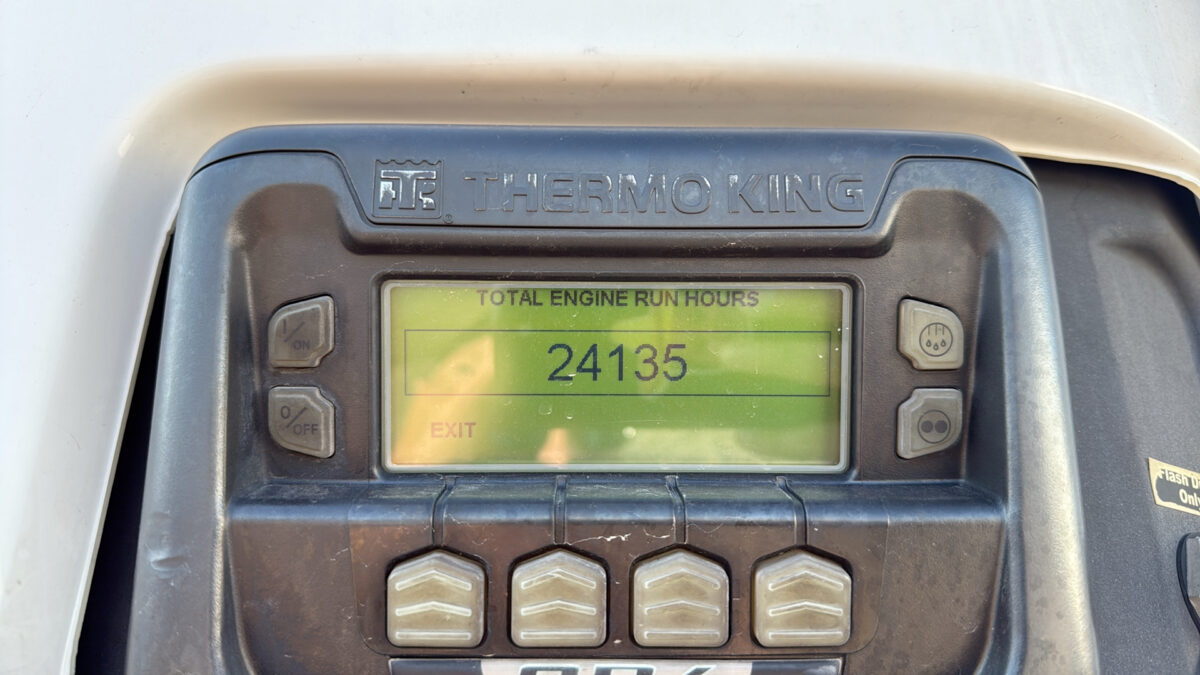 THERMO KING
TOTAL ENGINE RUN HOURS
24135
EXIT
I/ON
O/OFF
Flash
Only